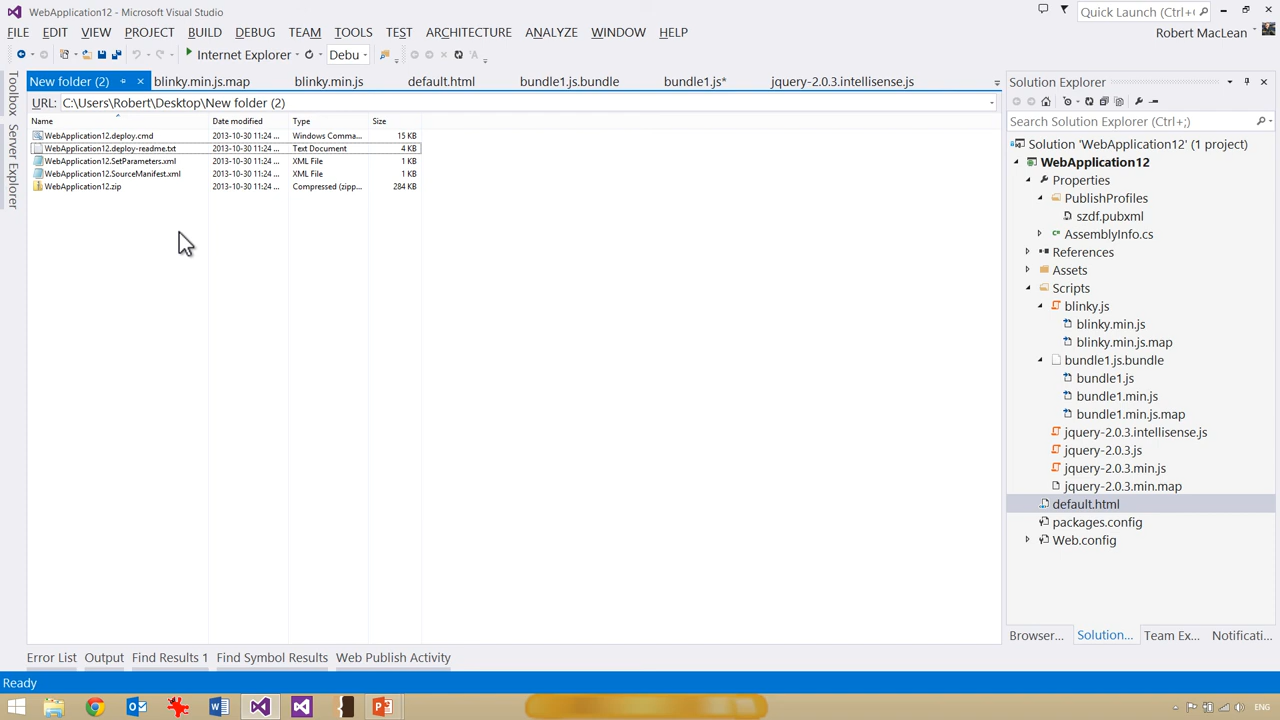 WebApplication12 - Microsoft Visual Studio
Quick Launch (Ctrl+
FILE EDIT VIEW PROJECT BUILD DEBUG TEAM TOOLS TEST ARCHITECTURE ANALYZE WINDOW HELP
Robert MacLean
Internet Explorer Debu
Toolbox
Server Explorer
New folder (2) blinky.min.js.map blinky.min.js default.html bundle1.js.bundle bundle1.js* jquery-2.0.3.intellisense.js
URL: C:\Users\Robert\Desktop\New folder (2)
Name Date modified Type Size
WebApplication12.deploy.cmd 2013-10-30 11:24 ... Windows Comma... 15 KB
WebApplication12.deploy-readme.txt 2013-10-30 11:24 ... Text Document 4 KB
WebApplication12.SetParameters.xml 2013-10-30 11:24 ... XML File 1 KB
WebApplication12.SourceManifest.xml 2013-10-30 11:24 ... XML File 1 KB
WebApplication12.zip 2013-10-30 11:24 ... Compressed (zipp... 284 KB
Solution Explorer
Search Solution Explorer (Ctrl+;)
Solution 'WebApplication12' (1 project)
WebApplication12
Properties
PublishProfiles
szdf.pubxml
AssemblyInfo.cs
References
Assets
Scripts
blinky.js
blinky.min.js
blinky.min.js.map
bundle1.js.bundle
bundle1.js
bundle1.min.js
bundle1.min.js.map
jquery-2.0.3.intellisense.js
jquery-2.0.3.js
jquery-2.0.3.min.js
jquery-2.0.3.min.map
default.html
packages.config
Web.config
Browser... Solution... Team Ex... Notificati...
Error List Output Find Results 1 Find Symbol Results Web Publish Activity
Ready
ENG